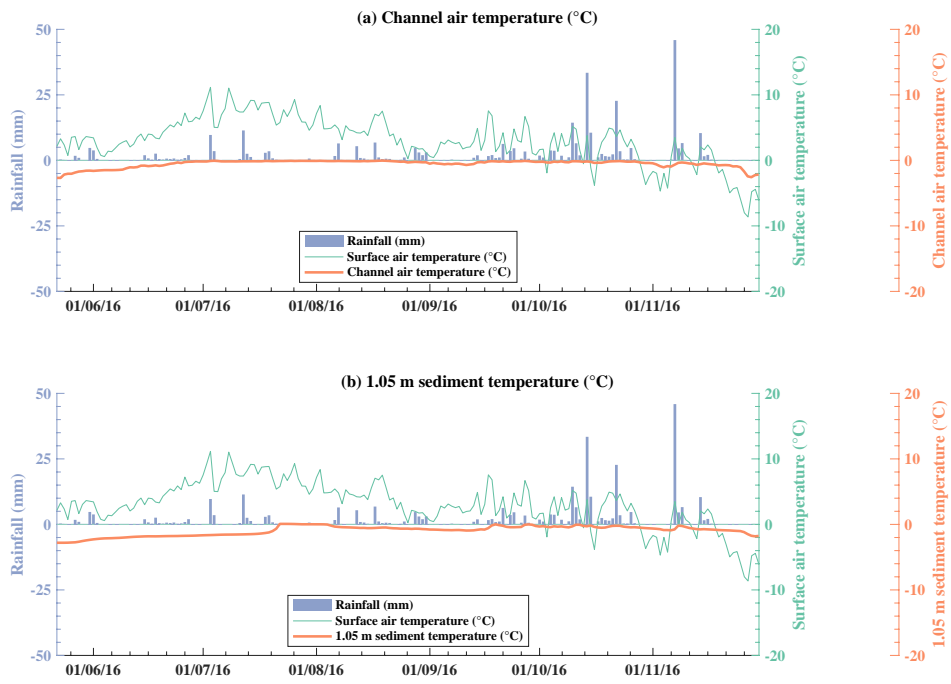 (a) Channel air temperature (°C)
50
25
0
-25
-50
Rainfall (mm)
20
10
0
-10
-20
Surface air temperature (°C)
20
10
0
-10
-20
Channel air temperature (°C)
Rainfall (mm)
Surface air temperature (°C)
Channel air temperature (°C)
01/06/16 01/07/16 01/08/16 01/09/16 01/10/16 01/11/16
(b) 1.05 m sediment temperature (°C)
50
25
0
-25
-50
Rainfall (mm)
20
10
0
-10
-20
Surface air temperature (°C)
20
10
0
-10
-20
1.05 m sediment temperature (°C)
Rainfall (mm)
Surface air temperature (°C)
1.05 m sediment temperature (°C)
01/06/16 01/07/16 01/08/16 01/09/16 01/10/16 01/11/16